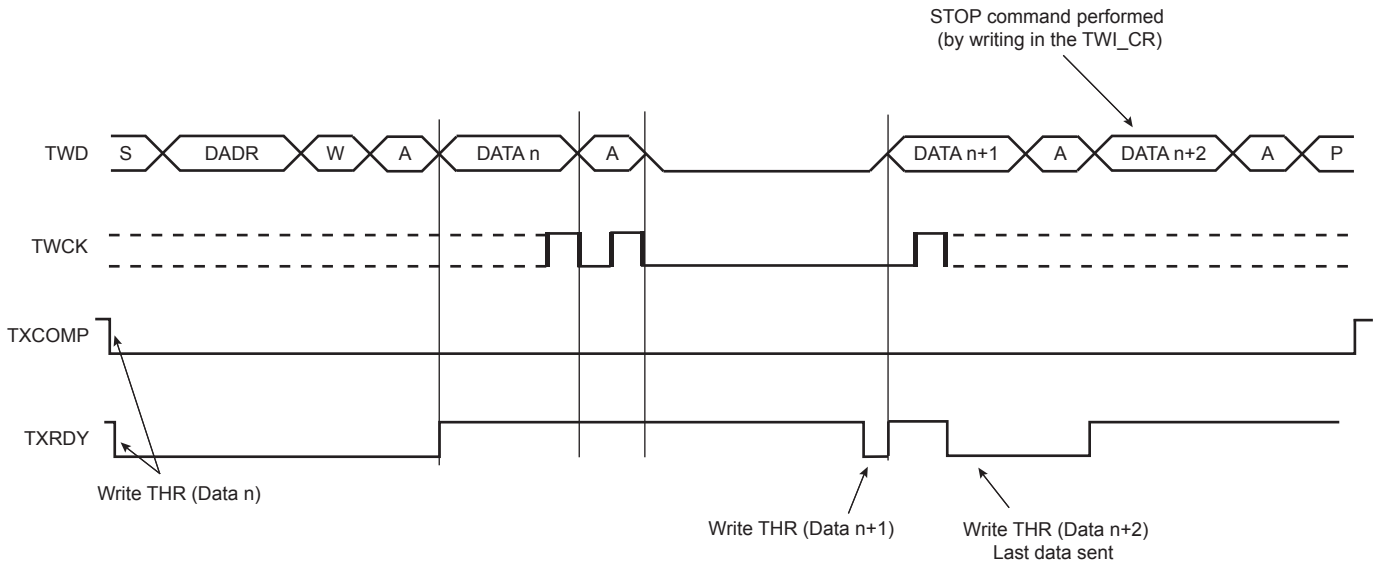 STOP command performed
(by writing in the TWI_CR)
TWD S DADR W A DATA n A DATA n+1 A DATA n+2 A P
TWCK
TXCOMP
TXRDY
Write THR (Data n)
Write THR (Data n+1)
Write THR (Data n+2)
Last data sent